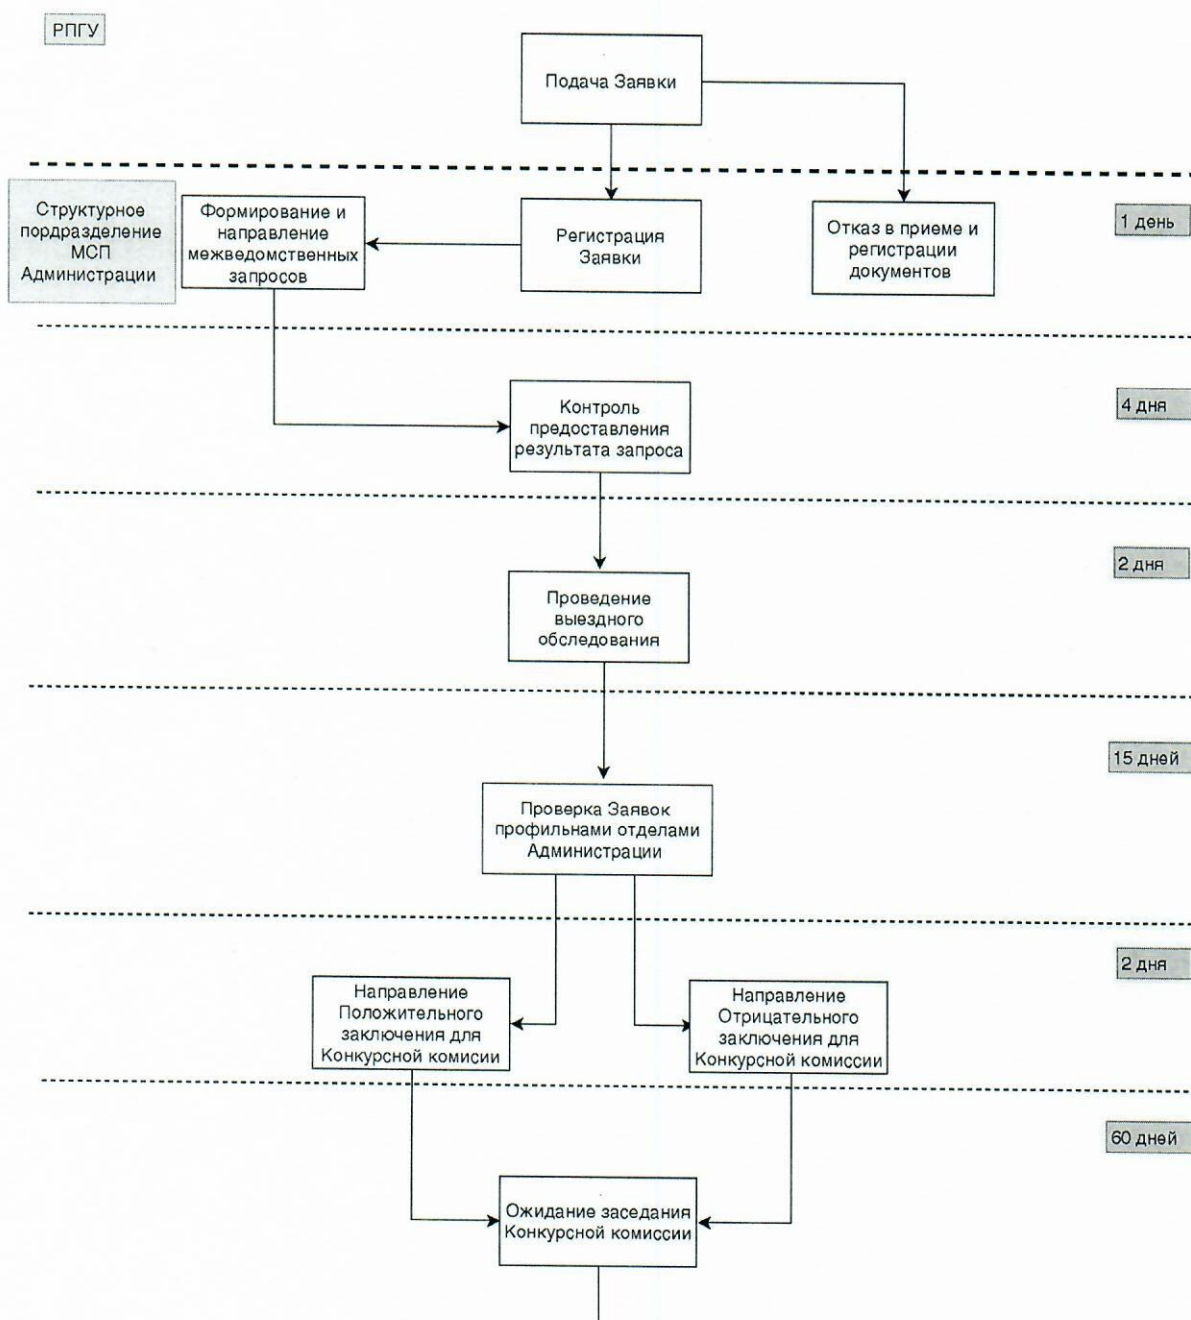 РПГУ
Подача Заявки
Структурное
пордразделение
МСП
Администрации
Формирование и
направление
межведомственных
запросов
Регистрация
Заявки
Отказ в приеме и
регистрации
документов
1 день
Контроль
предоставления
результата запроса
4 дня
Проведение
выездного
обследования
2 дня
15 дней
Проверка Заявок
профильнами отделами
Администрации
2 дня
Направление
Положительного
заключения для
Конкурсной комисии
Направление
Отрицательного
заключения для
Конкурсной комиссии
60 дней
Ожидание заседания
Конкурсной комиссии